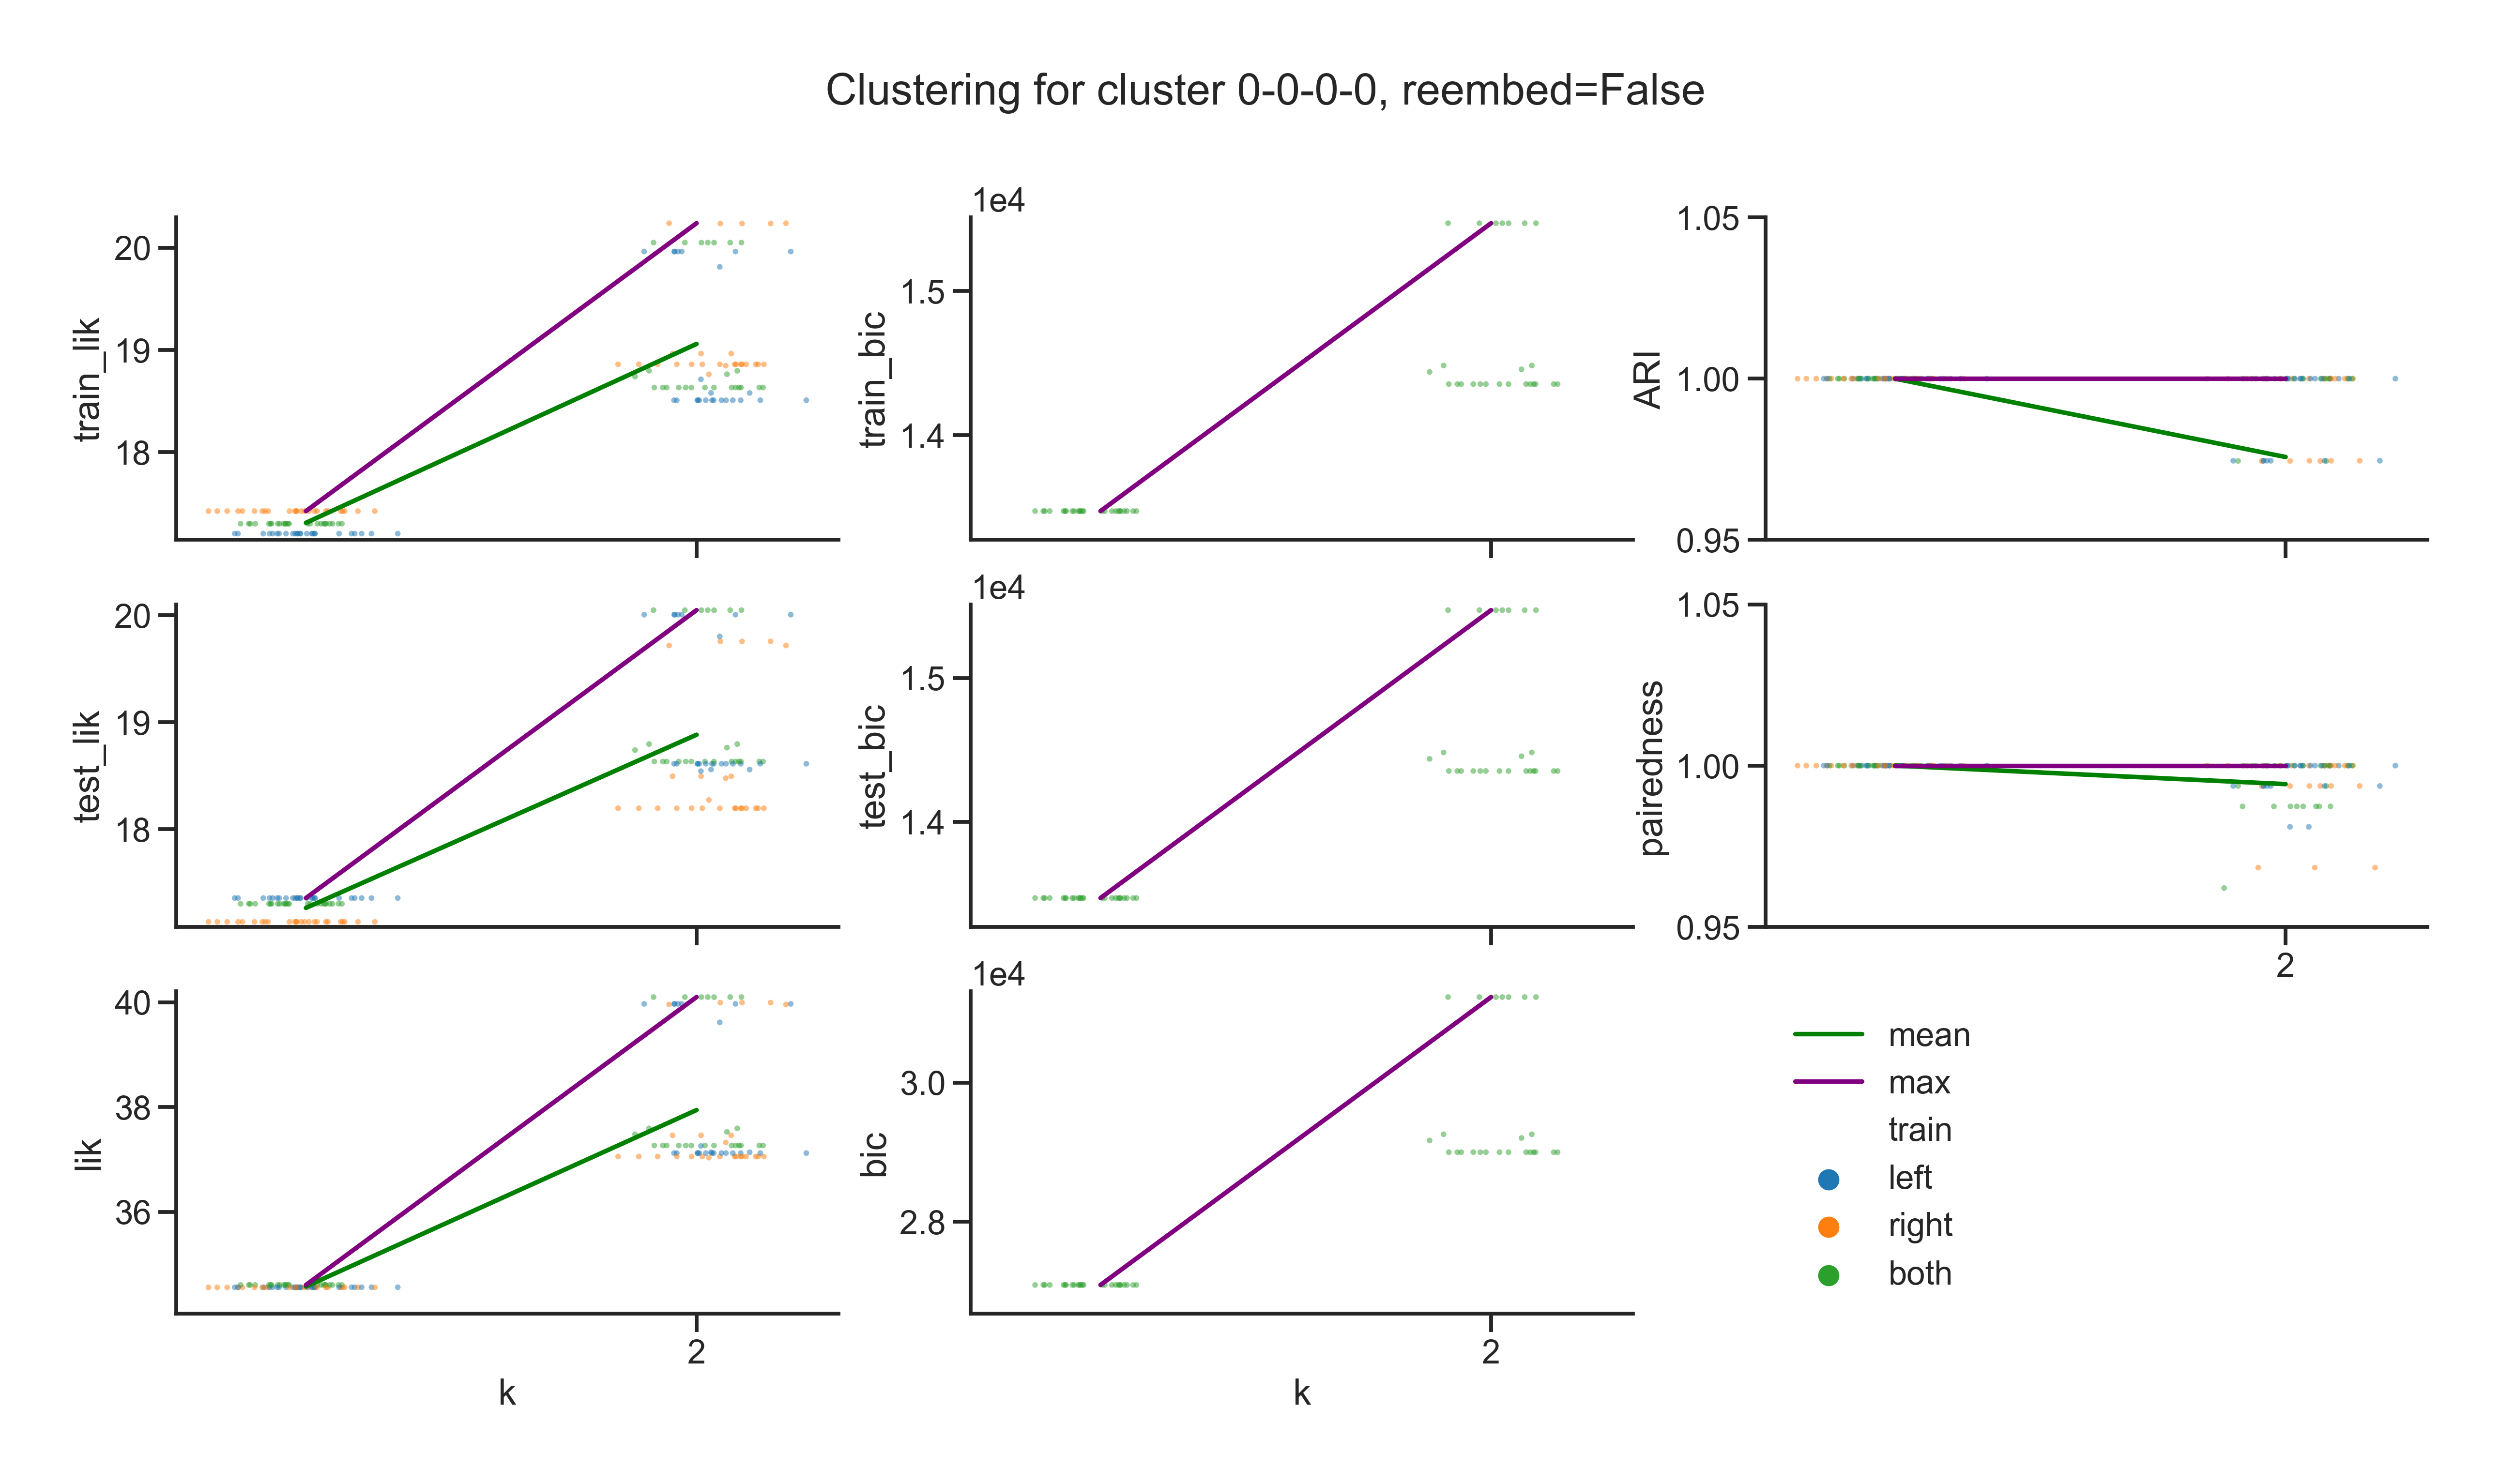 Clustering for cluster 0-0-0-0, reembed=False
train_lik
20
19
18
1e4
train_bic
1.5
1.4
ARI
1.05
1.00
0.95
test_lik
20
19
18
1e4
test_bic
1.5
1.4
pairedness
1.05
1.00
0.95
2
lik
40
38
36
2
k
1e4
bic
3.0
2.8
2
k
mean
max
train
left
right
both